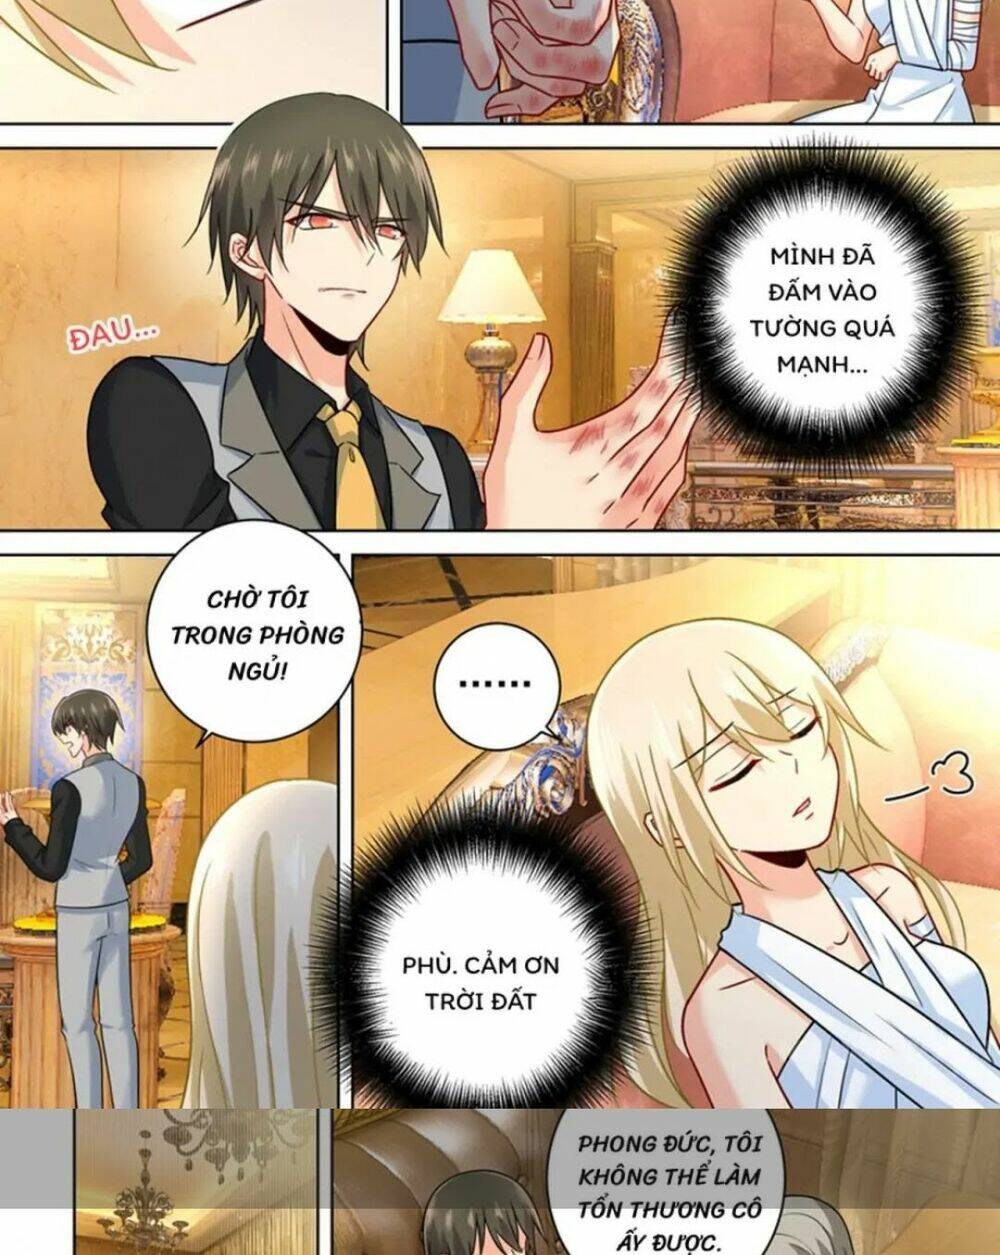 MÌNH ĐÃ
ĐẤM VÀO
TƯỜNG QUÁ
MẠNH...
ĐAU...
CHỜ TÔI
TRONG PHÒNG
NGỦ!
......
PHÙ. CẢM ƠN
TRỜI ĐẤT
PHONG ĐỨC, TÔI
KHÔNG THỂ LÀM
TỔN THƯƠNG CÔ
ẤY ĐƯỢC.